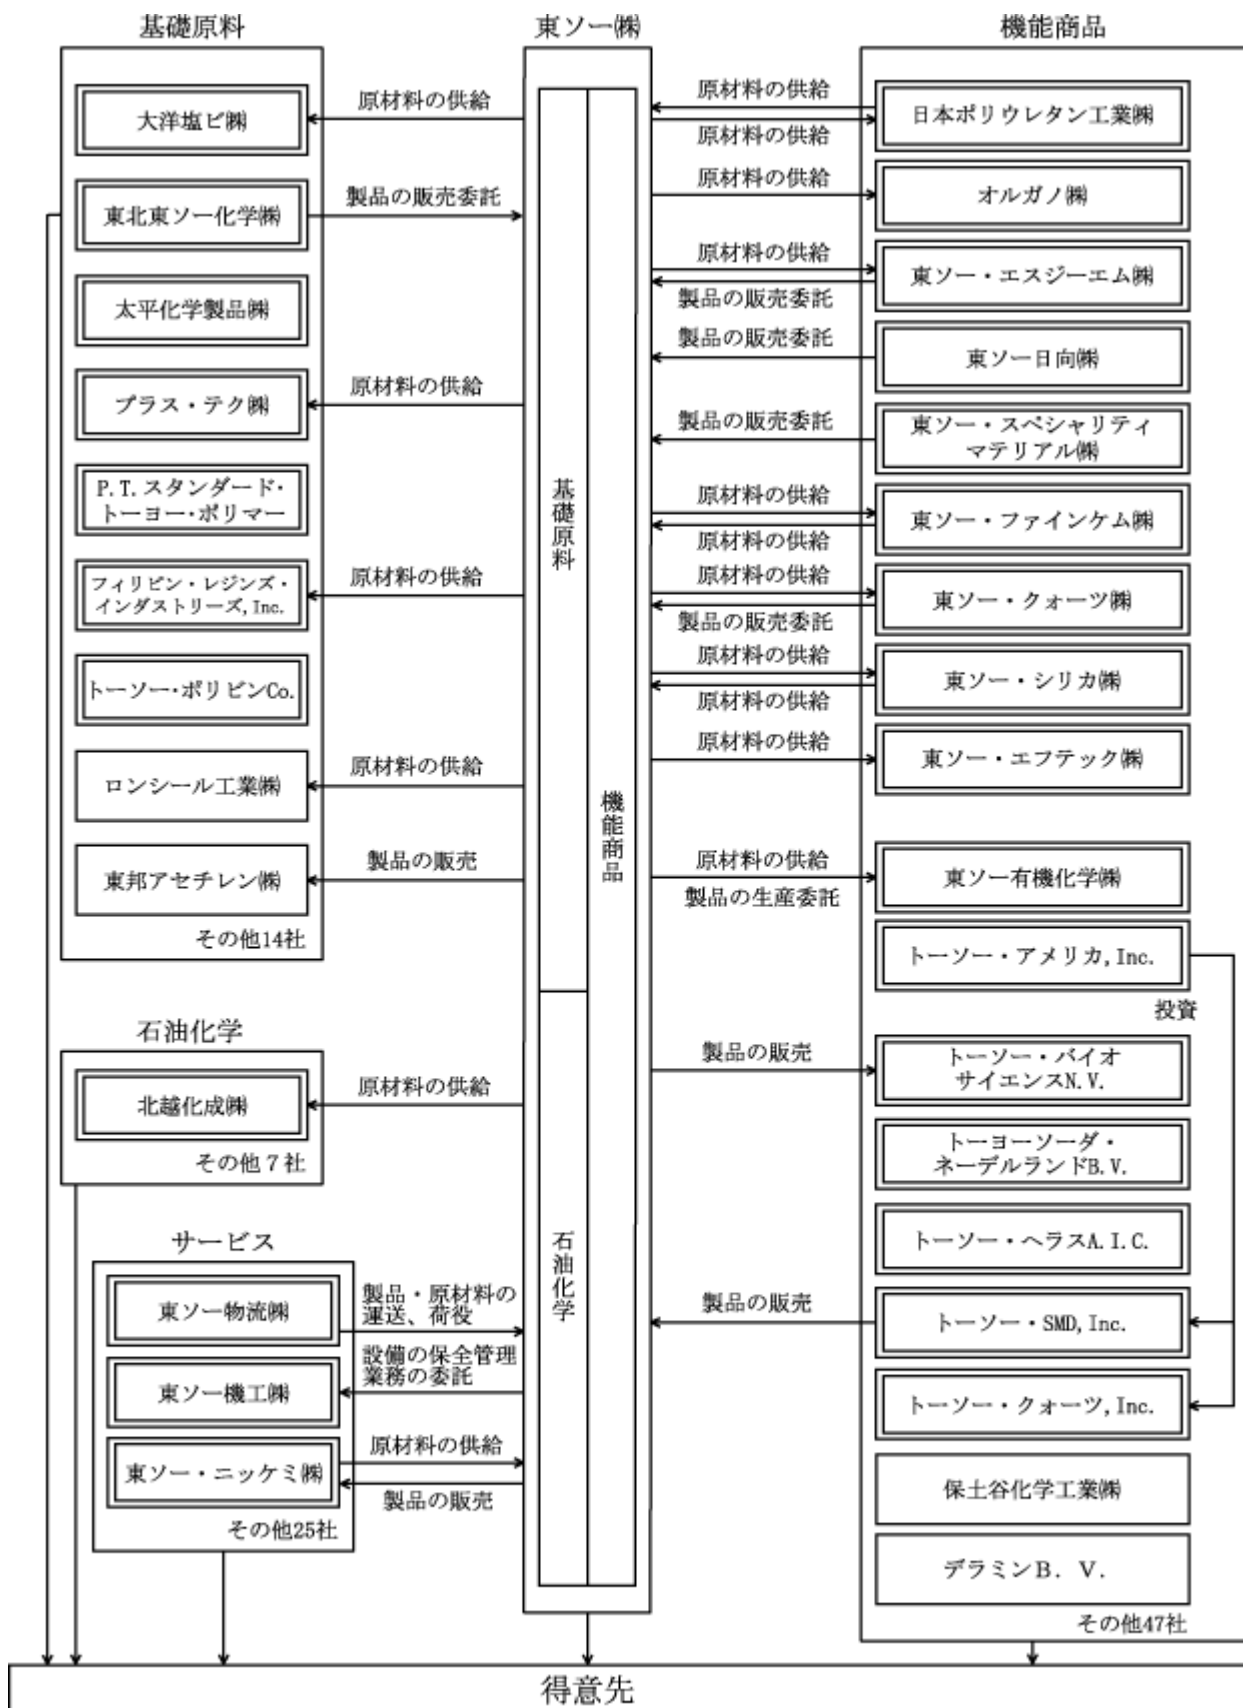 基礎原料
大洋塩ビ㈱
原材料の供給
東北東ソー化学㈱
製品の販売委託
太平化学製品㈱
プラス・テク㈱
原材料の供給
P.T.スタンダード・
トーヨー・ポリマー
フィリピン・レジンズ・
インダストリーズ,Inc.
原材料の供給
トーソー・ポリビンCo.
ロンシール工業㈱
原材料の供給
東邦アセチレン㈱
製品の販売
その他14社
石油化学
北越化成㈱
原材料の供給
その他7社
サービス
東ソー物流㈱
製品・原材料の
運送、荷役
東ソー機工㈱
設備の保全管理
業務の委託
東ソー・ニッケミ㈱
原材料の供給
製品の販売
その他25社
東ソー㈱
基礎原料
機能商品
石油化学
機能商品
原材料の供給
原材料の供給
日本ポリウレタン工業㈱
原材料の供給
オルガノ㈱
原材料の供給
製品の販売委託
東ソー・エスジーエム㈱
製品の販売委託
東ソー日向㈱
製品の販売委託
東ソー・スペシャリティ
マテリアル㈱
原材料の供給
原材料の供給
東ソー・ファインケム㈱
原材料の供給
製品の販売委託
東ソー・クォーツ㈱
原材料の供給
原材料の供給
東ソー・シリカ㈱
原材料の供給
東ソー・エフテック㈱
原材料の供給
製品の生産委託
東ソー有機化学㈱
トーソー・アメリカ,Inc.
投資
製品の販売
トーソー・バイオ
サイエンスN.V.
トーヨーソーダ・
ネーデルランドB.V.
トーソー・ヘラスA.I.C.
製品の販売
トーソー・SMD,Inc.
トーソー・クォーツ,Inc.
保土谷化学工業㈱
デラミンB．V．
その他47社
得意先